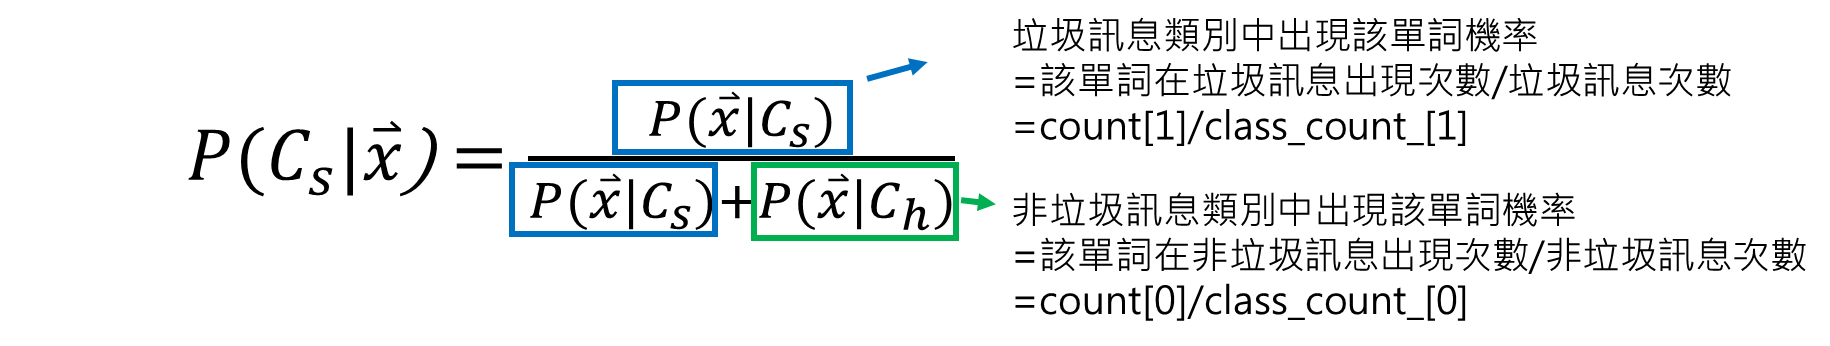 垃圾訊息類別中出現該單詞機率
=該單詞在垃圾訊息出現次數/垃圾訊息次數
=count[1]/class_count_[1]
P(C_s|x⃗) = P(x⃗|C_s) / (P(x⃗|C_s)+P(x⃗|C_h))
非垃圾訊息類別中出現該單詞機率
=該單詞在非垃圾訊息出現次數/非垃圾訊息次數
=count[0]/class_count_[0]